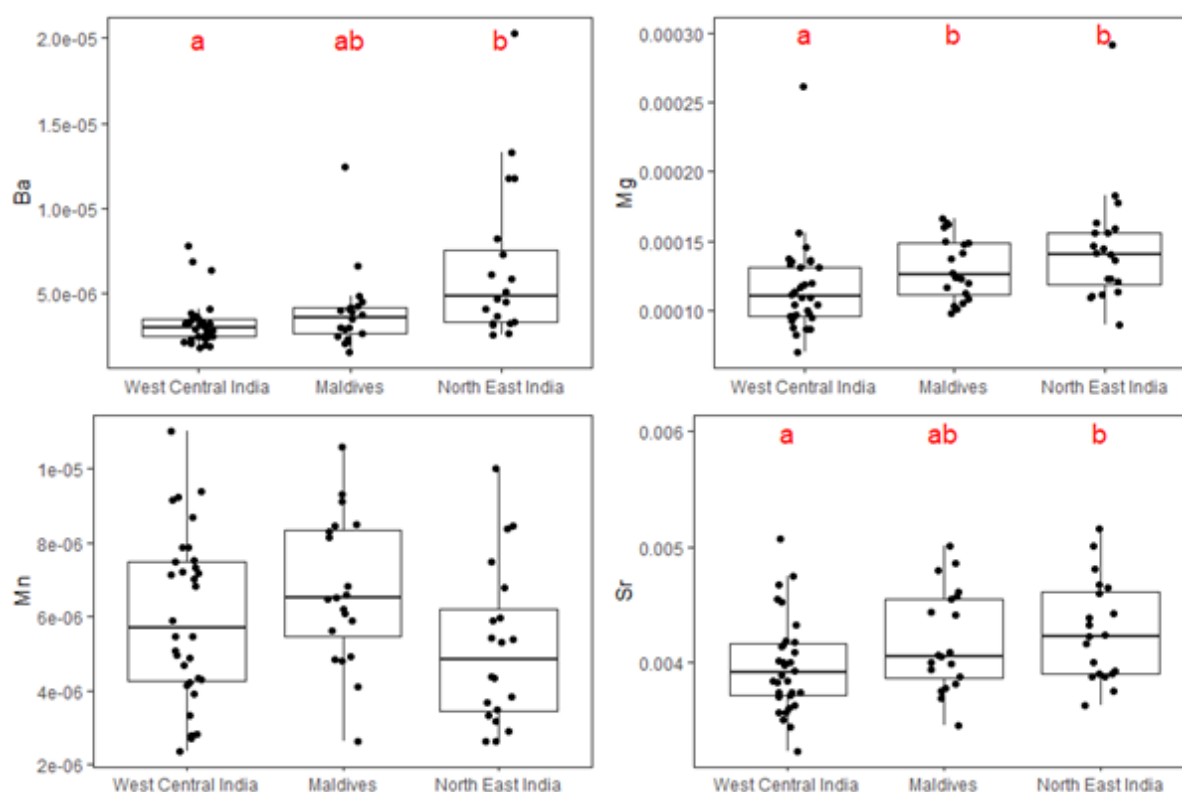 a ab b
2.0e-05
1.5e-05
1.0e-05
5.0e-06
Ba
West Central India Maldives North East India
a b b
0.00030
0.00025
0.00020
0.00015
0.00010
Mg
West Central India Maldives North East India
1e-05
8e-06
6e-06
4e-06
2e-06
Mn
West Central India Maldives North East India
a ab b
0.006
0.005
0.004
Sr
West Central India Maldives North East India